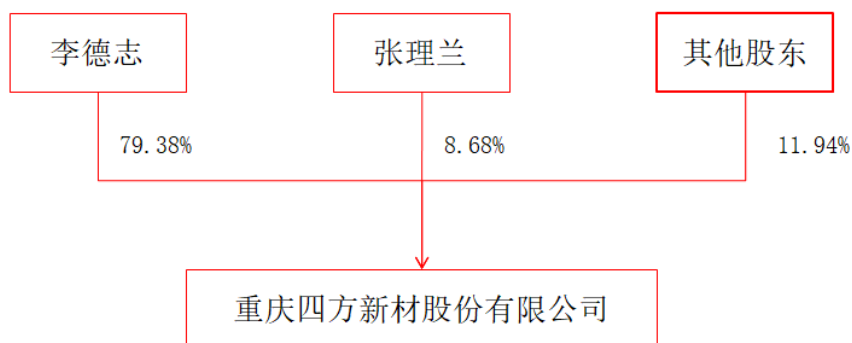 李德志
张理兰
其他股东
79.38%
8.68%
11.94%
重庆四方新材股份有限公司